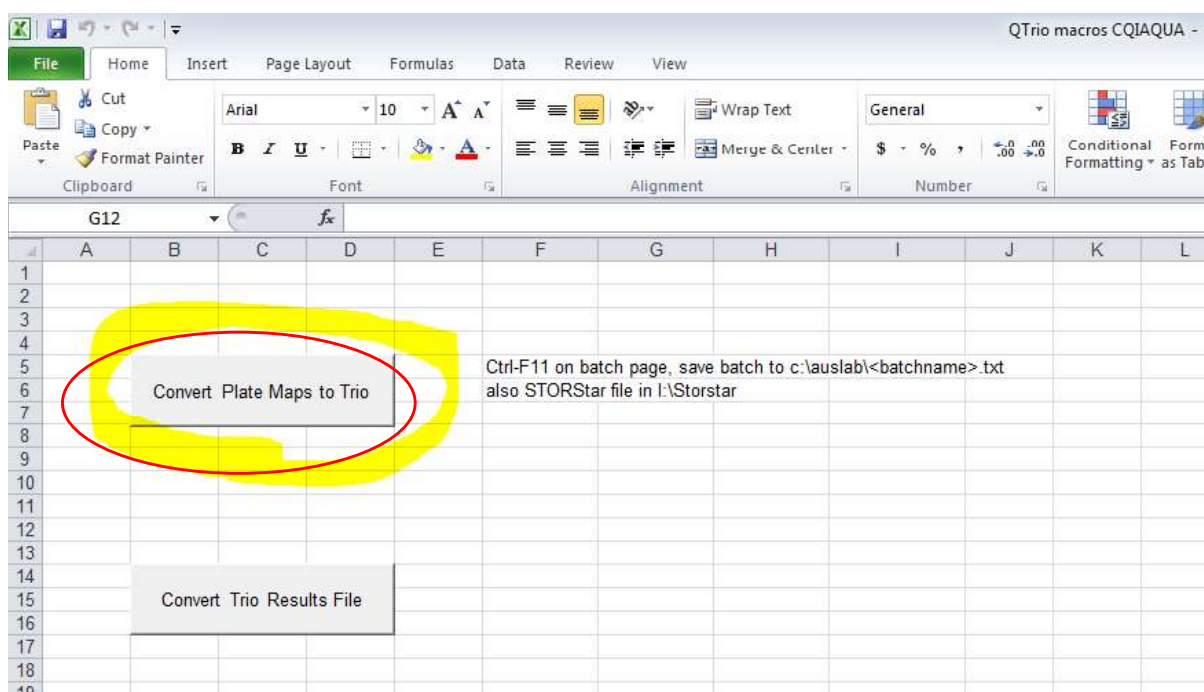 QTrio macros CQIAQUA -
File Home Insert Page Layout Formulas Data Review View
Cut
Copy
Format Painter
Paste
Arial 10 A A
B I U A
Wrap Text
Merge & Center
General
$ % , .00 .00
Conditional Formatting
Form
as Tab
Clipboard Font Alignment Number
G12 fx
A B C D E F G H I J K L
1
2
3
4
5 Ctrl-F11 on batch page, save batch to c:\auslab\<batchname>.txt
6 Convert Plate Maps to Trio also STORStar file in I:\Storstar
7
8
9
10
11
12
13
14
15 Convert Trio Results File
16
17
18
19